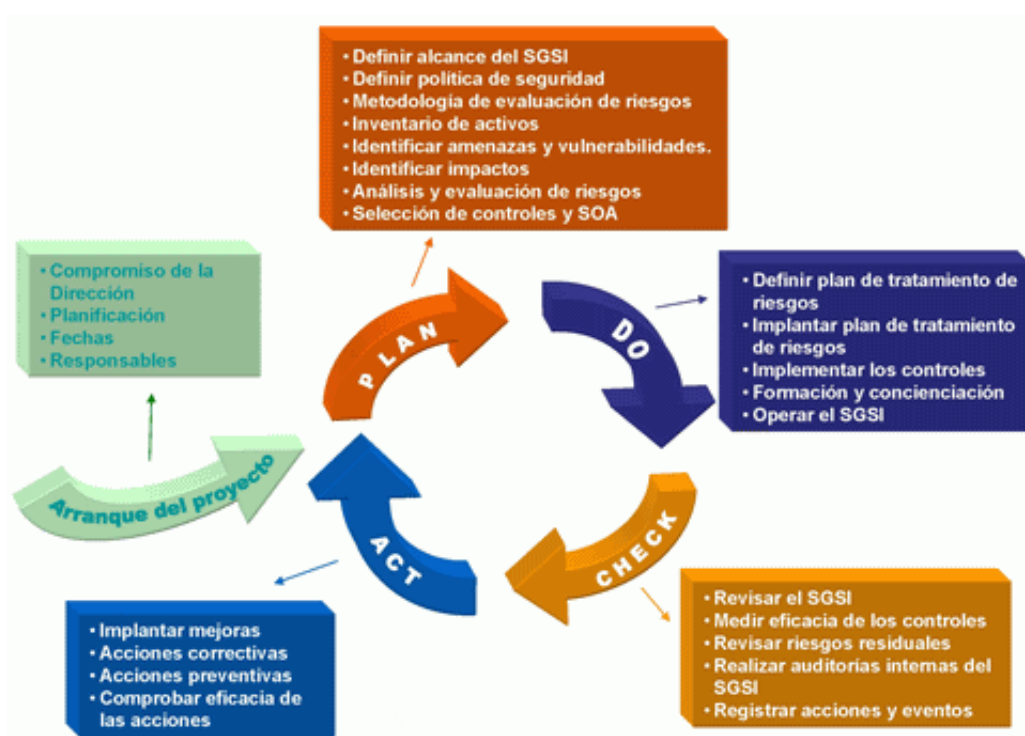 • Definir alcance del SGSI
• Definir política de seguridad
• Metodología de evaluación de riesgos
• Inventario de activos
• Identificar amenazas y vulnerabilidades.
• Identificar impactos
• Análisis y evaluación de riesgos
• Selección de controles y SOA
• Compromiso de la
Dirección
• Planificación
• Fechas
• Responsables
Arranque del proyecto
PLAN
DO
• Definir plan de tratamiento de
riesgos
• Implantar plan de tratamiento
de riesgos
• Implementar los controles
• Formación y concienciación
• Operar el SGSI
CHECK
• Revisar el SGSI
• Medir eficacia de los controles
• Revisar riesgos residuales
• Realizar auditorías internas del
SGSI
• Registrar acciones y eventos
ACT
• Implantar mejoras
• Acciones correctivas
• Acciones preventivas
• Comprobar eficacia de
las acciones